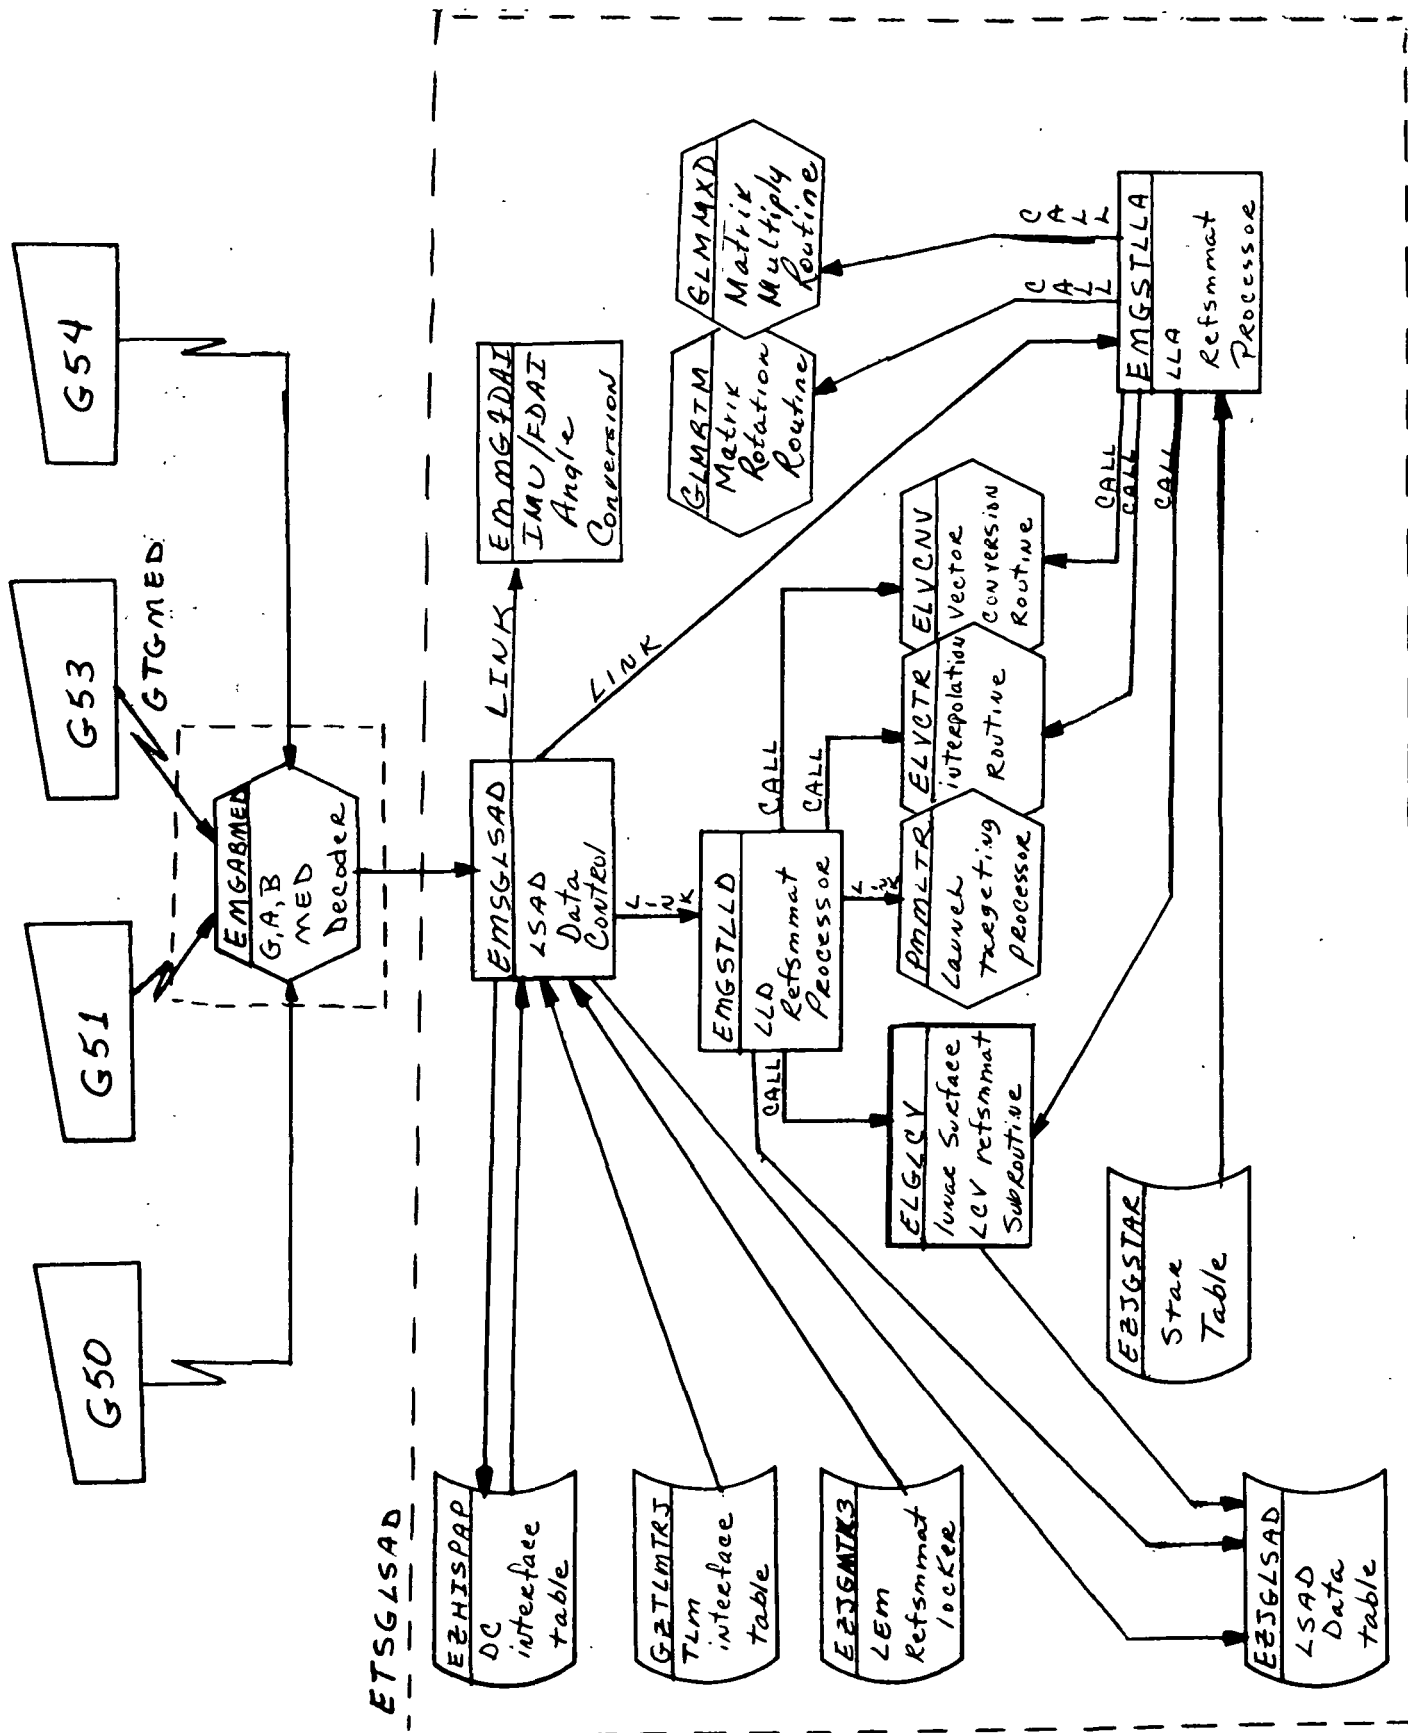 G50
G51
G53
G54
GTGMED
EMGABMED
G,A,B
MED
Decoder
ETSGLSAD
EZHISPAP
DC
interface
table
GZTLMTRJ
TLM
interface
table
EZJGMTR3
LEM
Refsmmat
locker
EZJGLSAD
LSAD
Data
table
EMSGLSAD
LSAD
Data
Control
LINK
EMMGFDAI
IMU/FDAI
Angle
Conversion
LINK
LINK
EMGSTLLD
LLD
Refsmmat
Processor
CALL
CALL
CALL
LINK
ELGLCV
lunar surface
LCV refsmmat
Subroutine
PMMLTR
Launch
targeting
processor
ELVCTR
interpolation
Routine
ELVCNV
Vector
conversion
Routine
GLMRTM
Matrix
Rotation
Routine
GLMMXD
Matrix
Multiply
Routine
CALL
CALL
CALL
CALL
CALL
EMGSTLLA
LLA
Refsmmat
Processor
EZJGSTAR
Star
Table